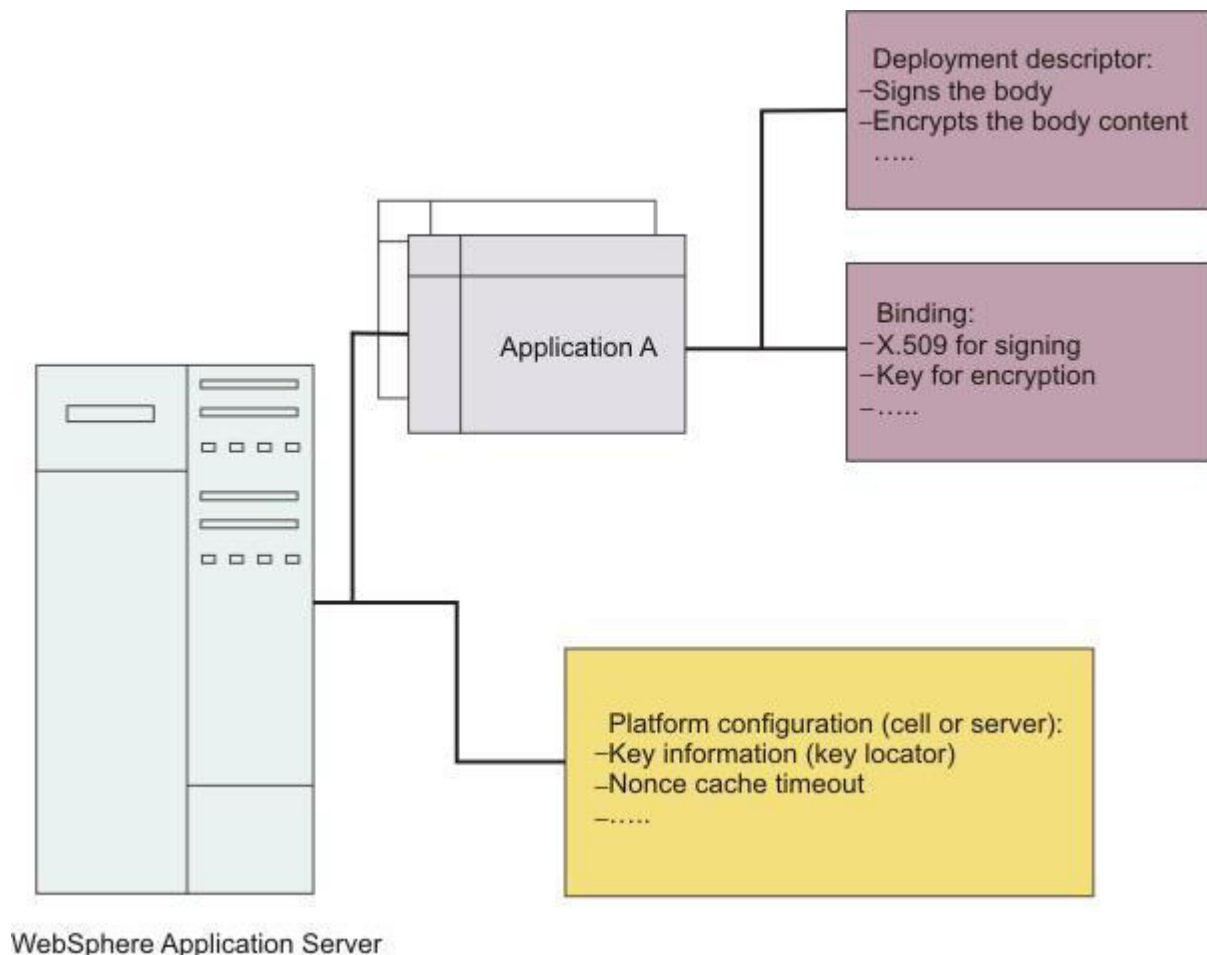 Deployment descriptor:
–Signs the body
–Encrypts the body content
…..
Application A
Binding:
–X.509 for signing
–Key for encryption
–…..
Platform configuration (cell or server):
–Key information (key locator)
–Nonce cache timeout
–…..
WebSphere Application Server